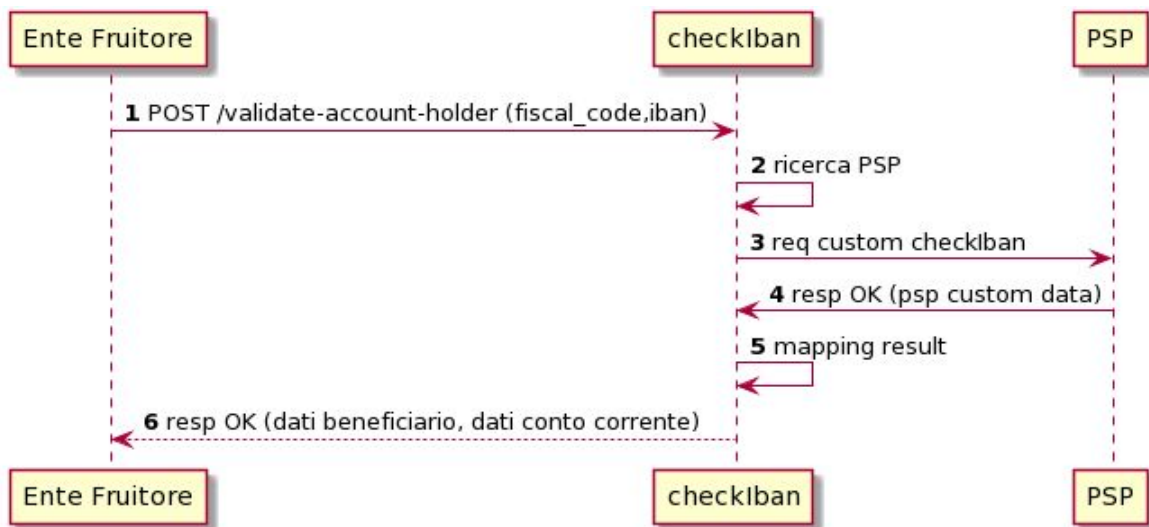 Ente Fruitore
checkIban
PSP
1 POST /validate-account-holder (fiscal_code,iban)
2 ricerca PSP
3 req custom checkIban
4 resp OK (psp custom data)
5 mapping result
6 resp OK (dati beneficiario, dati conto corrente)
Ente Fruitore
checkIban
PSP